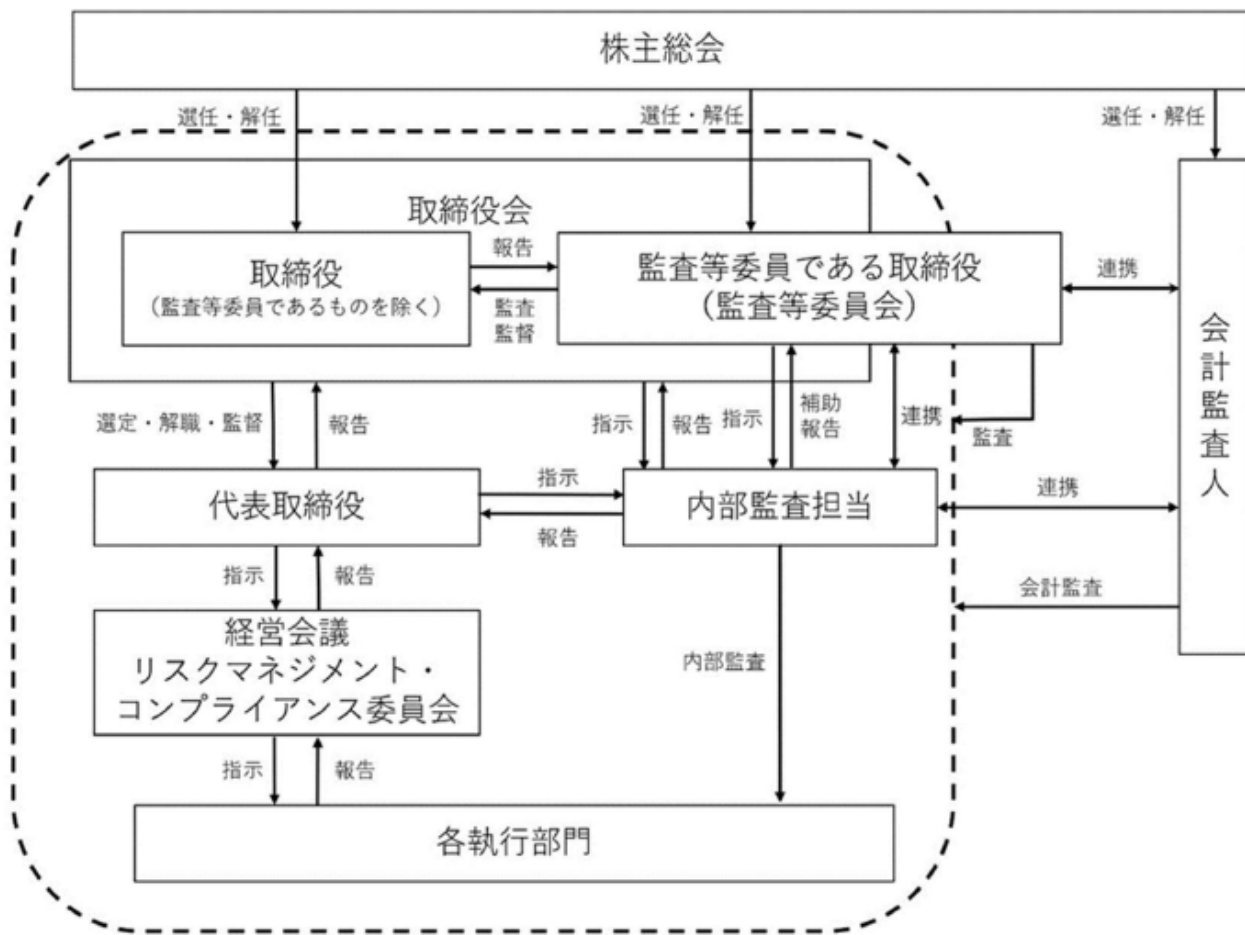 株主総会
選任・解任
選任・解任
選任・解任
取締役会
取締役
(監査等委員であるものを除く)
報告
監査
監督
監査等委員である取締役
(監査等委員会)
連携
会計監査人
選定・解職・監督
報告
指示
報告
指示
補助
報告
連携
監査
代表取締役
指示
報告
内部監査担当
連携
指示
報告
会計監査
経営会議
リスクマネジメント・
コンプライアンス委員会
内部監査
指示
報告
各執行部門